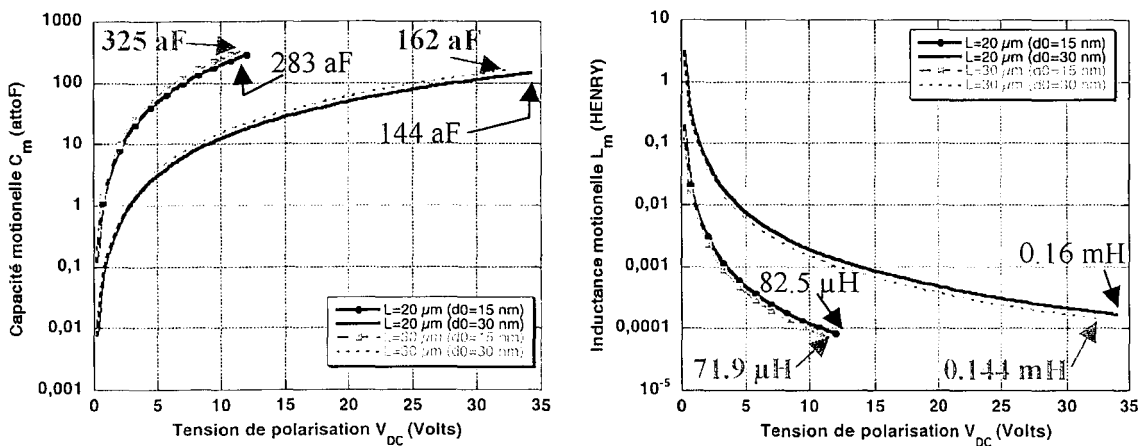 Capacité motionelle Cm (attoF)
1000
100
10
1
0,1
0,01
0,001
0
5
10
15
20
25
30
35
Tension de polarisation VDC (Volts)
325 aF
283 aF
162 aF
144 aF
L=20 µm (d0=15 nm)
L=20 µm (d0=30 nm)
L=30 µm (d0=15 nm)
L=30 µm (d0=30 nm)
Inductance motionelle Lm (HENRY)
10
1
0,1
0,01
0,001
0,0001
10-5
0
5
10
15
20
25
30
35
Tension de polarisation VDC (Volts)
L=20 µm (d0=15 nm)
L=20 µm (d0=30 nm)
L=30 µm (d0=15 nm)
L=30 µm (d0=30 nm)
0.16 mH
82.5 µH
71.9 µH
0.144 mH